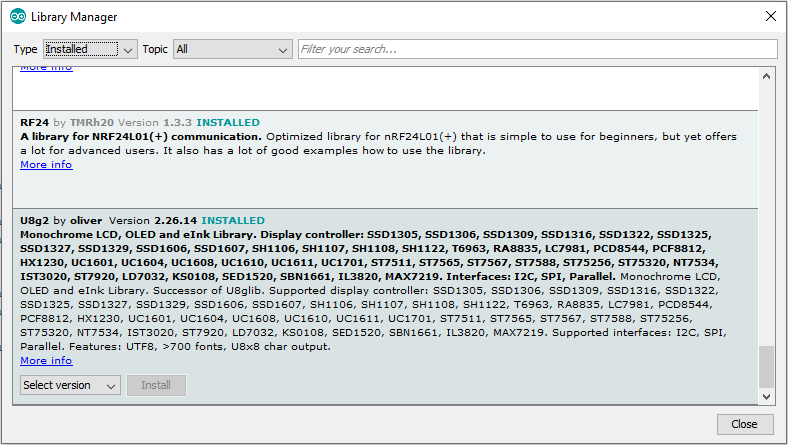 Library Manager
Type Installed Topic All Filter your search...
More info
RF24 by TMRh20 Version 1.3.3 INSTALLED
A library for NRF24L01(+) communication. Optimized library for nRF24L01(+) that is simple to use for beginners, but yet offers
a lot for advanced users. It also has a lot of good examples how to use the library.
More info
U8g2 by oliver Version 2.26.14 INSTALLED
Monochrome LCD, OLED and eInk Library. Display controller: SSD1305, SSD1306, SSD1309, SSD1316, SSD1322, SSD1325,
SSD1327, SSD1329, SSD1606, SSD1607, SH1106, SH1107, SH1108, SH1122, T6963, RA8835, LC7981, PCD8544, PCF8812,
HX1230, UC1601, UC1604, UC1608, UC1610, UC1611, UC1701, ST7511, ST7565, ST7567, ST7588, ST75256, ST75320, NT7534,
IST3020, ST7920, LD7032, KS0108, SED1520, SBN1661, IL3820, MAX7219. Interfaces: I2C, SPI, Parallel. Monochrome LCD,
OLED and eInk Library. Successor of U8glib. Supported display controller: SSD1305, SSD1306, SSD1309, SSD1316, SSD1322,
SSD1325, SSD1327, SSD1329, SSD1606, SSD1607, SH1106, SH1107, SH1108, SH1122, T6963, RA8835, LC7981, PCD8544,
PCF8812, HX1230, UC1601, UC1604, UC1608, UC1610, UC1611, UC1701, ST7511, ST7565, ST7567, ST7588, ST75256,
ST75320, NT7534, IST3020, ST7920, LD7032, KS0108, SED1520, SBN1661, IL3820, MAX7219. Supported interfaces: I2C, SPI,
Parallel. Features: UTF8, >700 fonts, U8x8 char output.
More info
Select version Install
Close